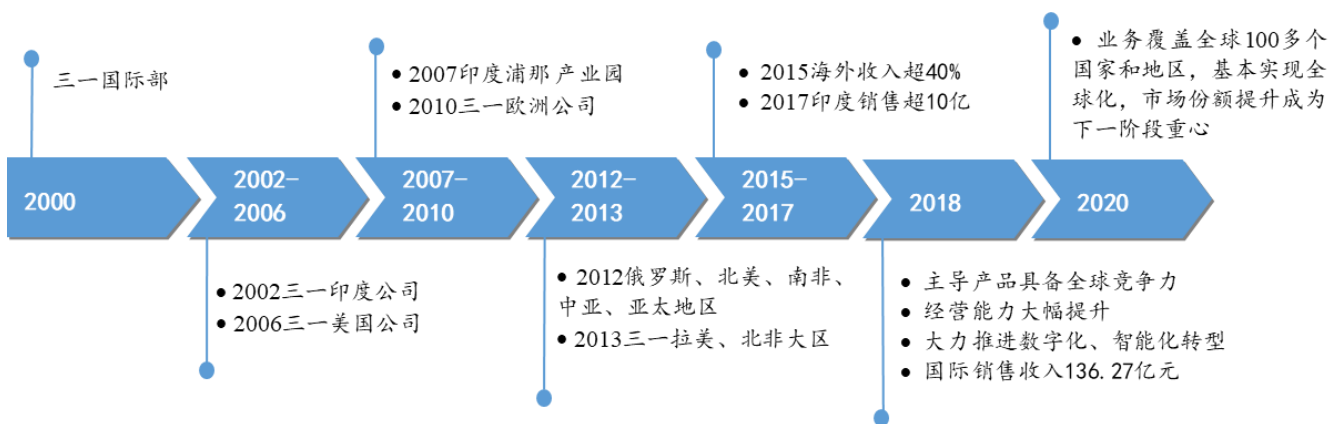 三一国际部
• 2007印度浦那产业园
• 2010三一欧洲公司
• 2015海外收入超40%
• 2017印度销售超10亿
• 业务覆盖全球100多个
国家和地区，基本实现全
球化，市场份额提升成为
下一阶段重心
2000
2002-
2006
2007-
2010
2012-
2013
2015-
2017
2018
2020
• 2002三一印度公司
• 2006三一美国公司
• 2012俄罗斯、北美、南非、
中亚、亚太地区
• 2013三一拉美、北非大区
• 主导产品具备全球竞争力
• 经营能力大幅提升
• 大力推进数字化、智能化转型
• 国际销售收入136.27亿元